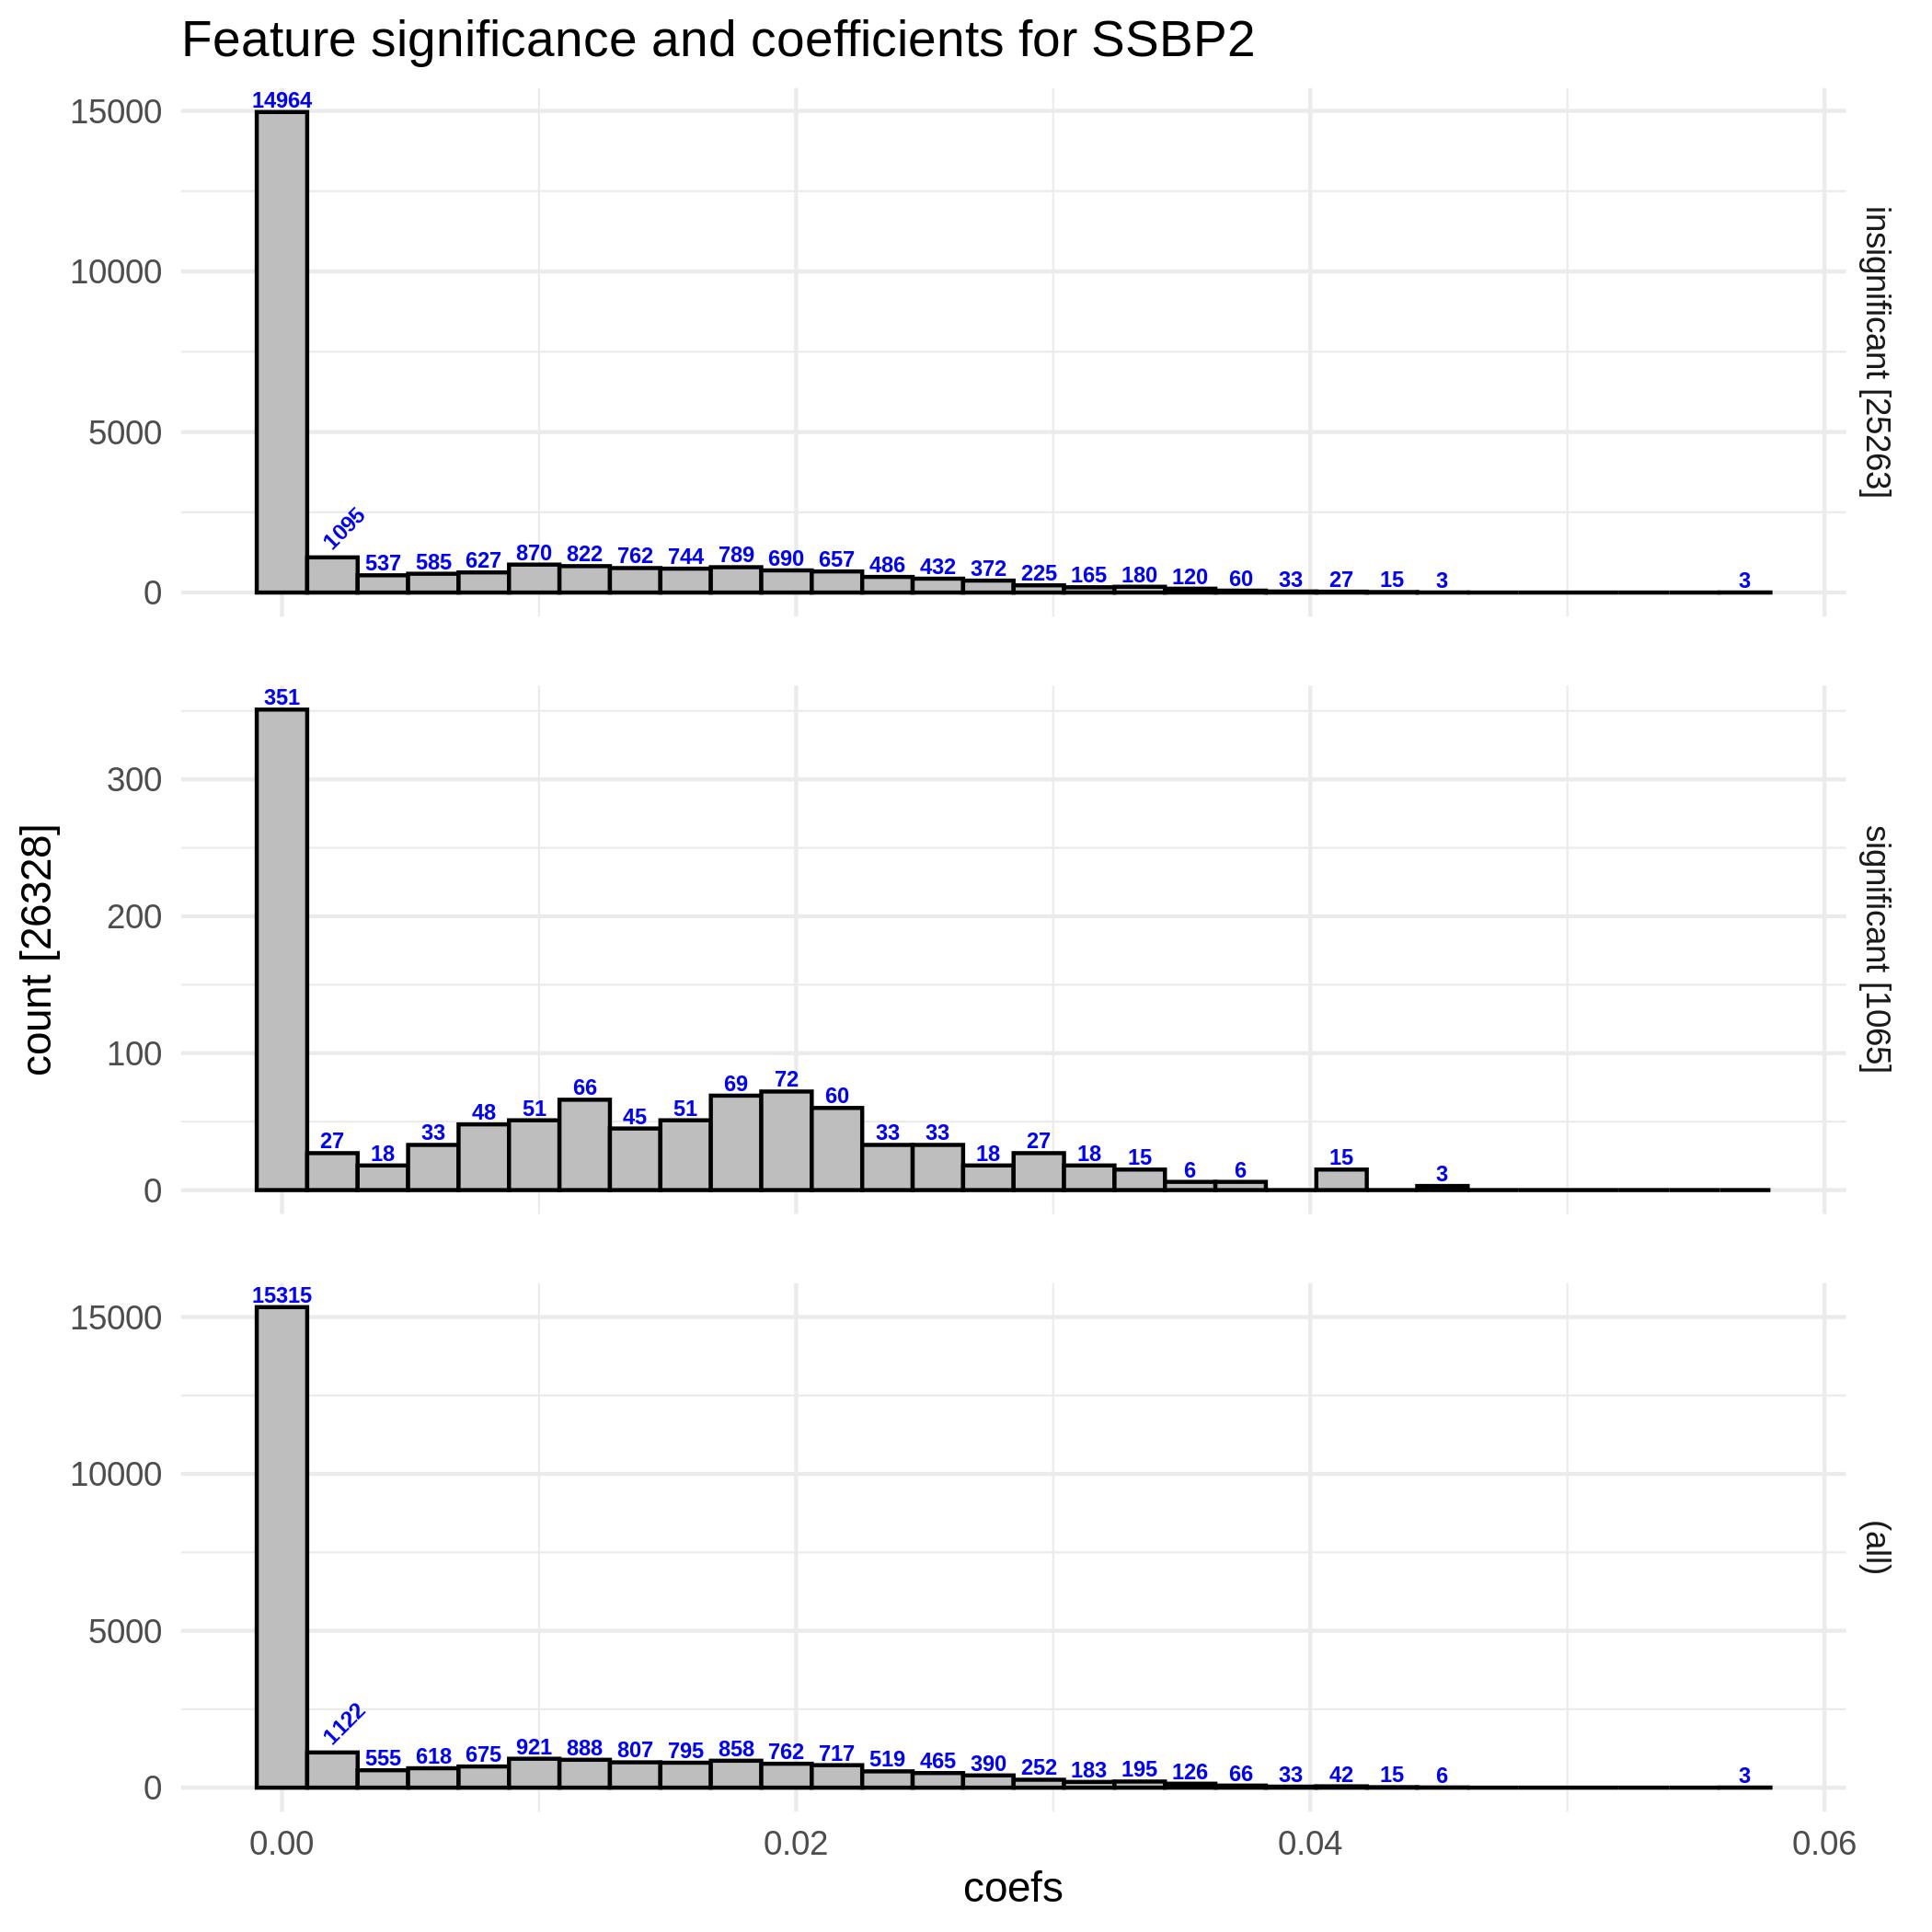 Feature significance and coefficients for SSBP2
count [26328]
15000
10000
5000
0
14964
1095
537 585 627 870 822 762 744 789 690 657 486 432 372 225 165 180 120 60 33 27 15 3 3
insignificant [25263]
300
200
100
0
351
27 18 33 48 51 66 45 51 69 72 60 33 33 18 27 18 15 6 6 15 3
significant [1065]
15000
10000
5000
0
15315
1122
555 618 675 921 888 807 795 858 762 717 519 465 390 252 183 195 126 66 33 42 15 6 3
(all)
0.00 0.02 0.04 0.06
coefs